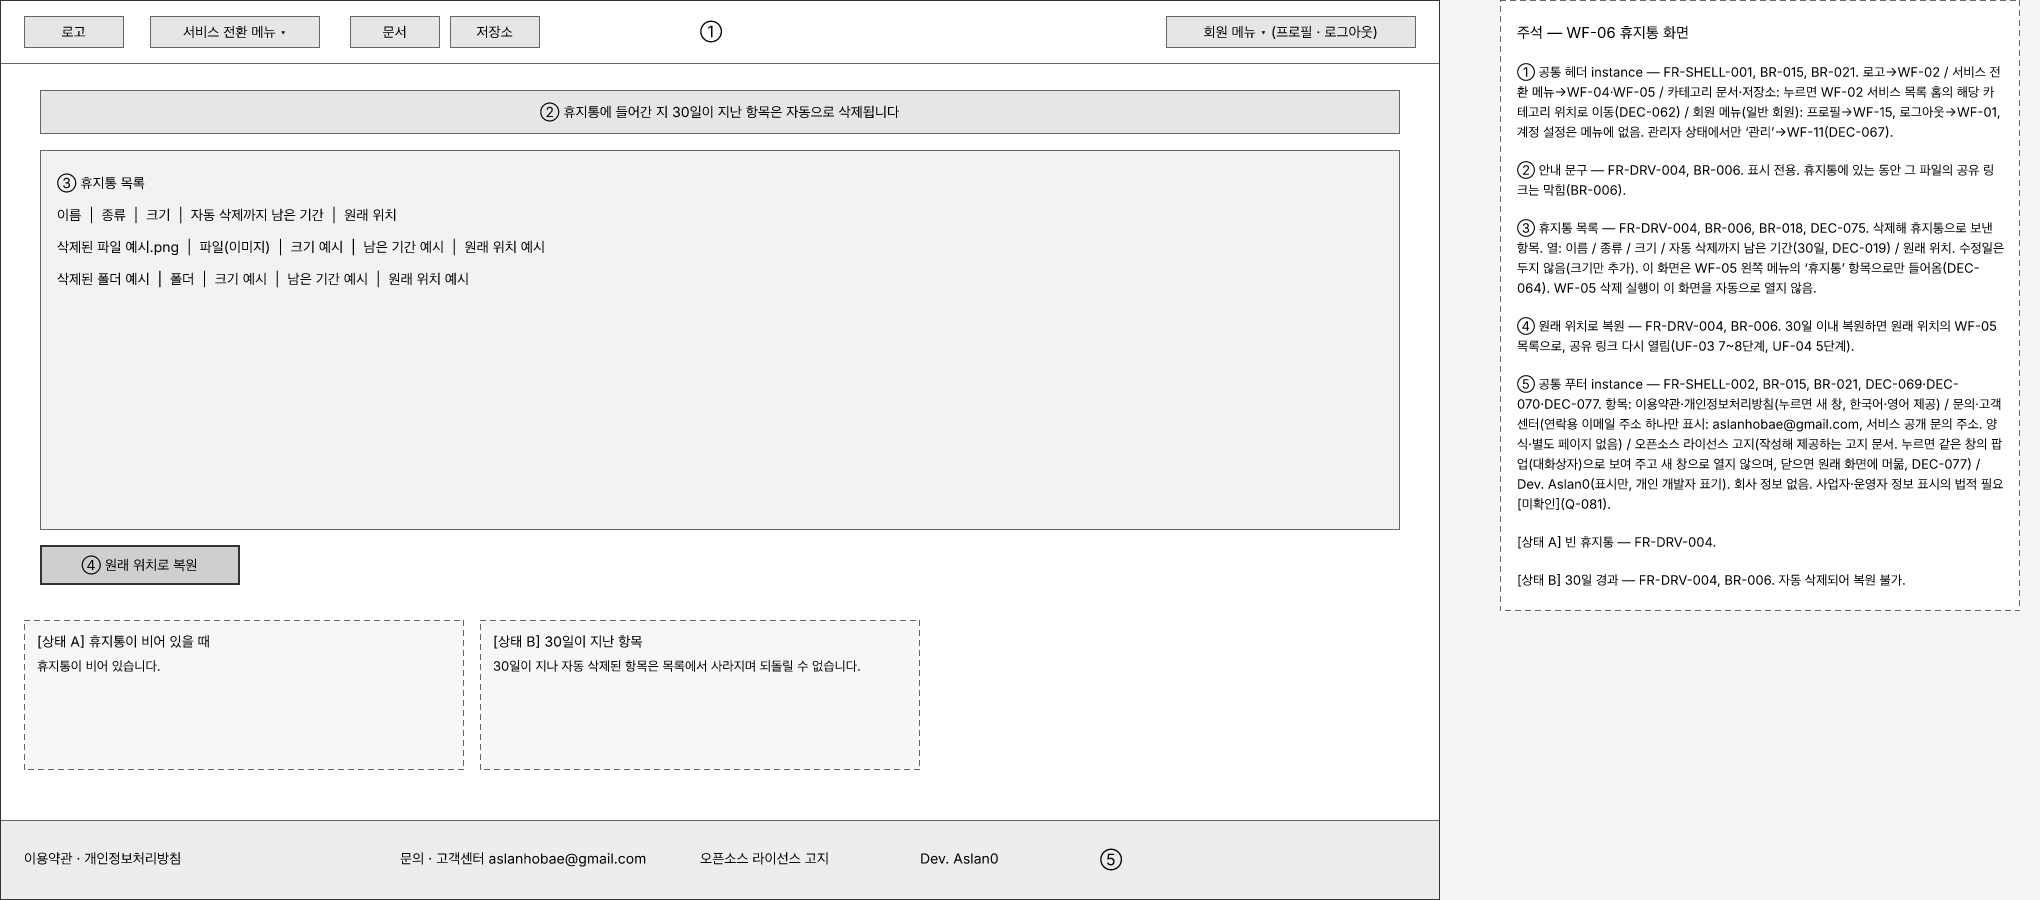 로고
서비스 전환 메뉴 ▾
문서
저장소
①
회원 메뉴 ▾ (프로필 · 로그아웃)
② 휴지통에 들어간 지 30일이 지난 항목은 자동으로 삭제됩니다
③ 휴지통 목록
이름 │ 종류 │ 크기 │ 자동 삭제까지 남은 기간 │ 원래 위치
삭제된 파일 예시.png │ 파일(이미지) │ 크기 예시 │ 남은 기간 예시 │ 원래 위치 예시
삭제된 폴더 예시 │ 폴더 │ 크기 예시 │ 남은 기간 예시 │ 원래 위치 예시
④ 원래 위치로 복원
[상태 A] 휴지통이 비어 있을 때
휴지통이 비어 있습니다.
[상태 B] 30일이 지난 항목
30일이 지나 자동 삭제된 항목은 목록에서 사라지며 되돌릴 수 없습니다.
이용약관 · 개인정보처리방침
문의 · 고객센터 aslanhobae@gmail.com
오픈소스 라이선스 고지
Dev. Aslan0
⑤
주석 — WF-06 휴지통 화면
① 공통 헤더 instance — FR-SHELL-001, BR-015, BR-021. 로고→WF-02 / 서비스 전
환 메뉴→WF-04·WF-05 / 카테고리 문서·저장소: 누르면 WF-02 서비스 목록 홈의 해당 카
테고리 위치로 이동(DEC-062) / 회원 메뉴(일반 회원): 프로필→WF-15, 로그아웃→WF-01,
계정 설정은 메뉴에 없음. 관리자 상태에서만 ‘관리’→WF-11(DEC-067).
② 안내 문구 — FR-DRV-004, BR-006. 표시 전용. 휴지통에 있는 동안 그 파일의 공유 링
크는 막힘(BR-006).
③ 휴지통 목록 — FR-DRV-004, BR-006, BR-018, DEC-075. 삭제해 휴지통으로 보낸
항목. 열: 이름 / 종류 / 크기 / 자동 삭제까지 남은 기간(30일, DEC-019) / 원래 위치. 수정일은
두지 않음(크기만 추가). 이 화면은 WF-05 왼쪽 메뉴의 ‘휴지통’ 항목으로만 들어옴(DEC-
064). WF-05 삭제 실행이 이 화면을 자동으로 열지 않음.
④ 원래 위치로 복원 — FR-DRV-004, BR-006. 30일 이내 복원하면 원래 위치의 WF-05
목록으로, 공유 링크 다시 열림(UF-03 7~8단계, UF-04 5단계).
⑤ 공통 푸터 instance — FR-SHELL-002, BR-015, BR-021, DEC-069·DEC-
070·DEC-077. 항목: 이용약관·개인정보처리방침(누르면 새 창, 한국어·영어 제공) / 문의·고객
센터(연락용 이메일 주소 하나만 표시: aslanhobae@gmail.com, 서비스 공개 문의 주소. 양
식·별도 페이지 없음) / 오픈소스 라이선스 고지(작성해 제공하는 고지 문서. 누르면 같은 창의 팝
업(대화상자)으로 보여 주고 새 창으로 열지 않으며, 닫으면 원래 화면에 머묾, DEC-077) /
Dev. Aslan0(표시만, 개인 개발자 표기). 회사 정보 없음. 사업자·운영자 정보 표시의 법적 필요
[미확인](Q-081).
[상태 A] 빈 휴지통 — FR-DRV-004.
[상태 B] 30일 경과 — FR-DRV-004, BR-006. 자동 삭제되어 복원 불가.